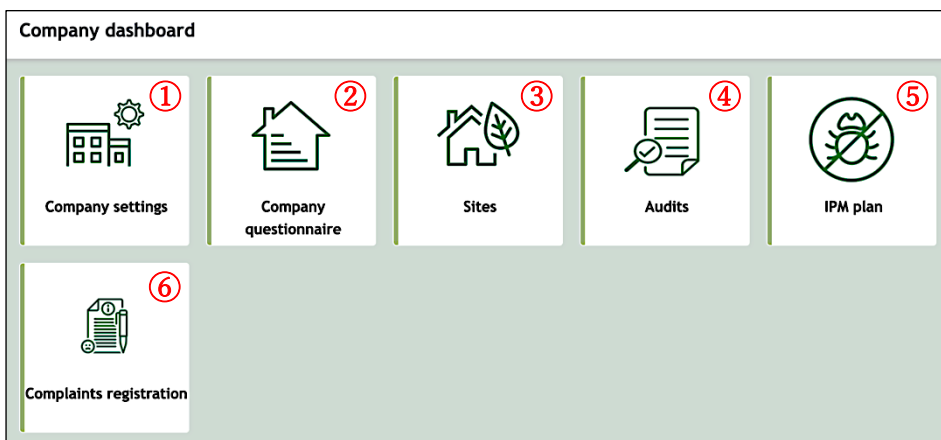 Company dashboard
① ② ③ ④ ⑤
Company settings
Company
questionnaire
Sites
Audits
IPM plan
⑥
Complaints registration